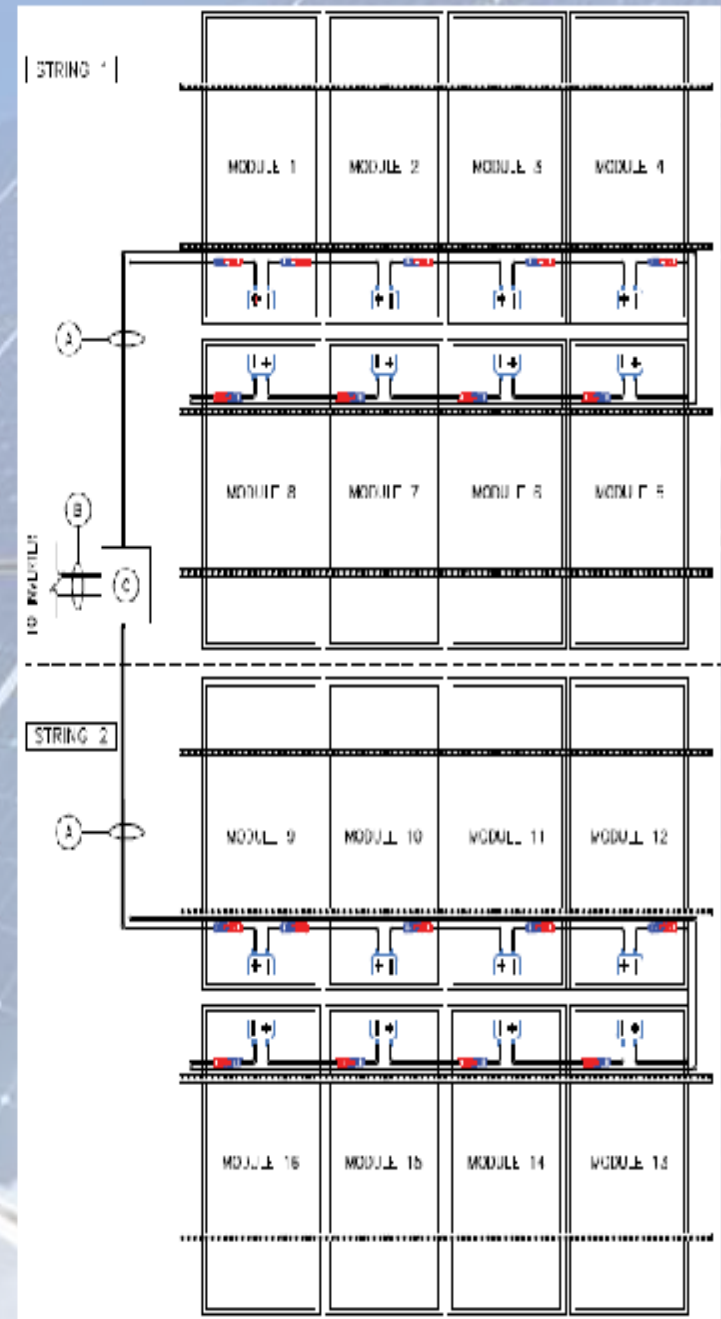 STRING 1
MODULE 1
MODULE 2
MODULE 3
MODULE 4
A
MODULE 8
MODULE 7
MODULE 6
MODULE 5
B
C
TO INVERTER
STRING 2
A
MODULE 9
MODULE 10
MODULE 11
MODULE 12
MODULE 16
MODULE 15
MODULE 14
MODULE 13